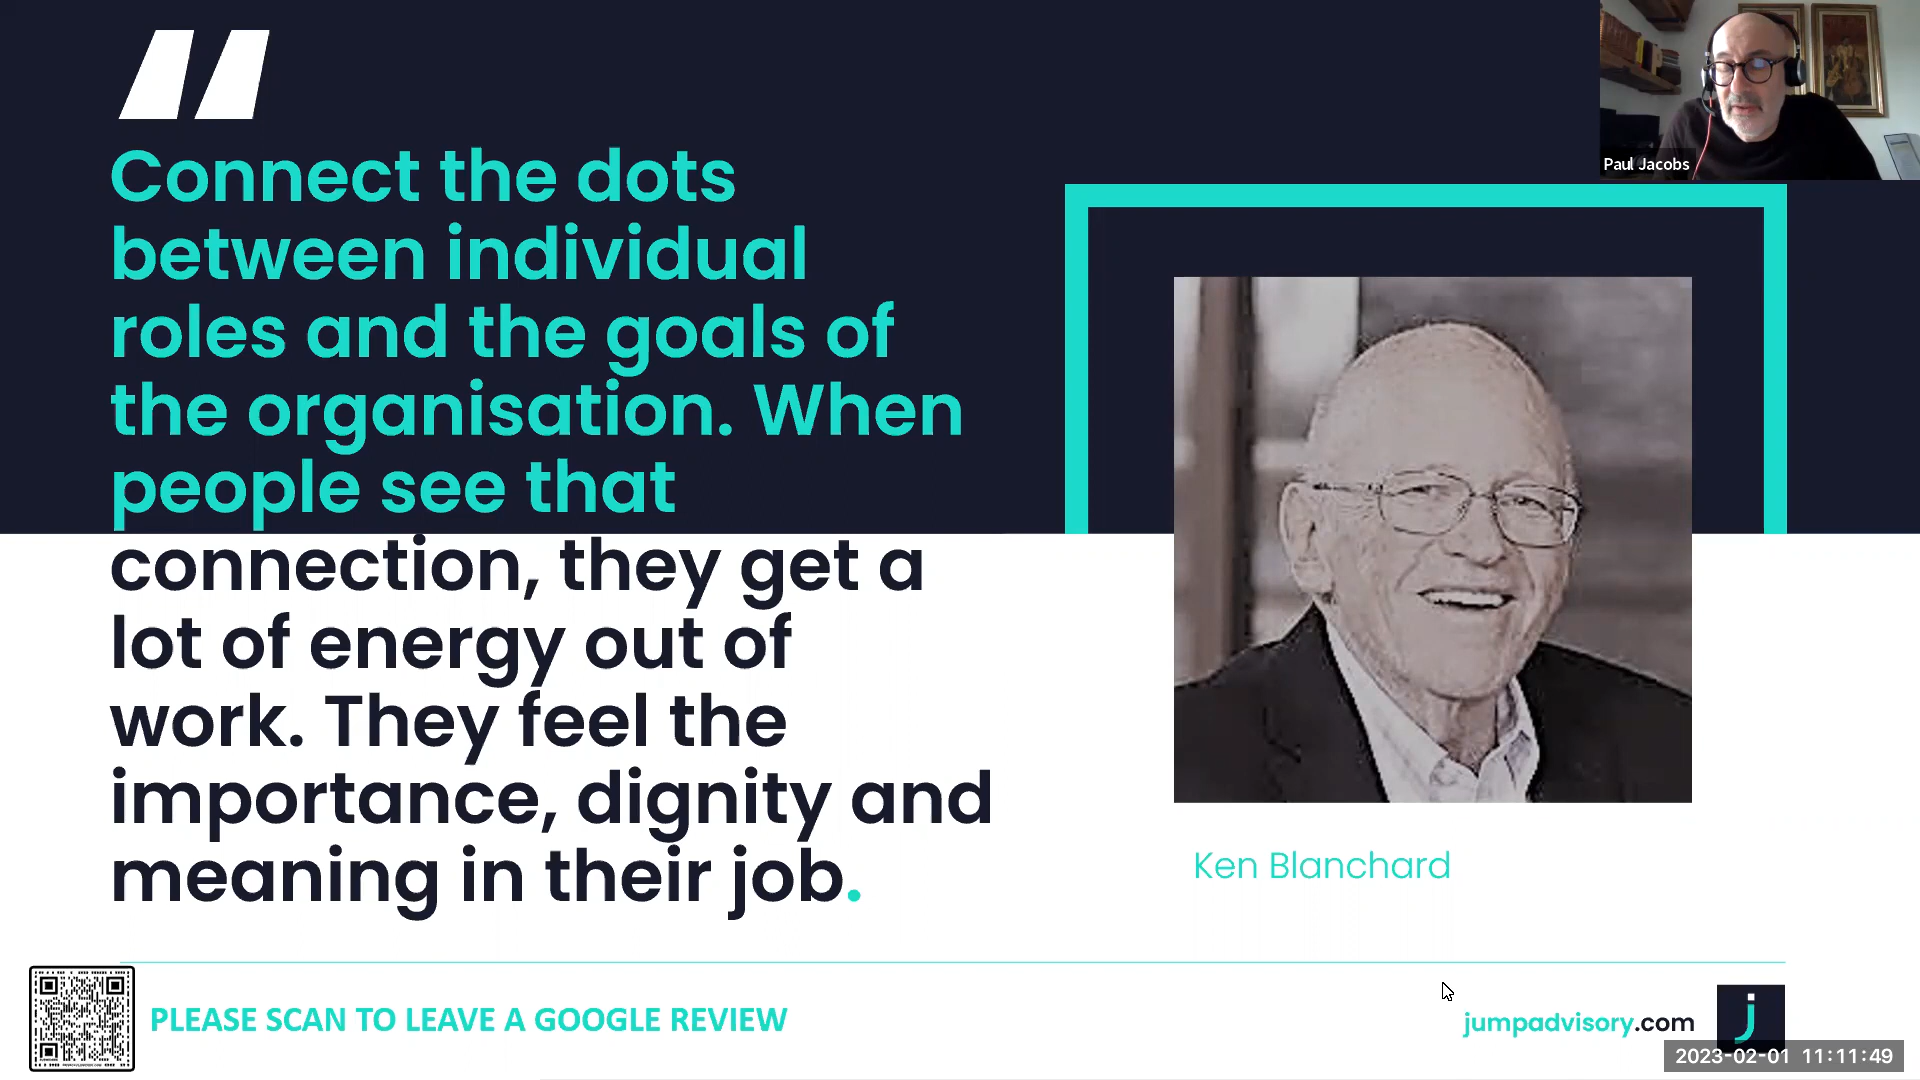 Paul Jacobs
Connect the dots
between individual
roles and the goals of
the organisation. When
people see that
connection, they get a
lot of energy out of
work. They feel the
importance, dignity and
meaning in their job.
Ken Blanchard
PLEASE SCAN TO LEAVE A GOOGLE REVIEW
jumpadvisory.com
j
2023-02-01 11:11:49